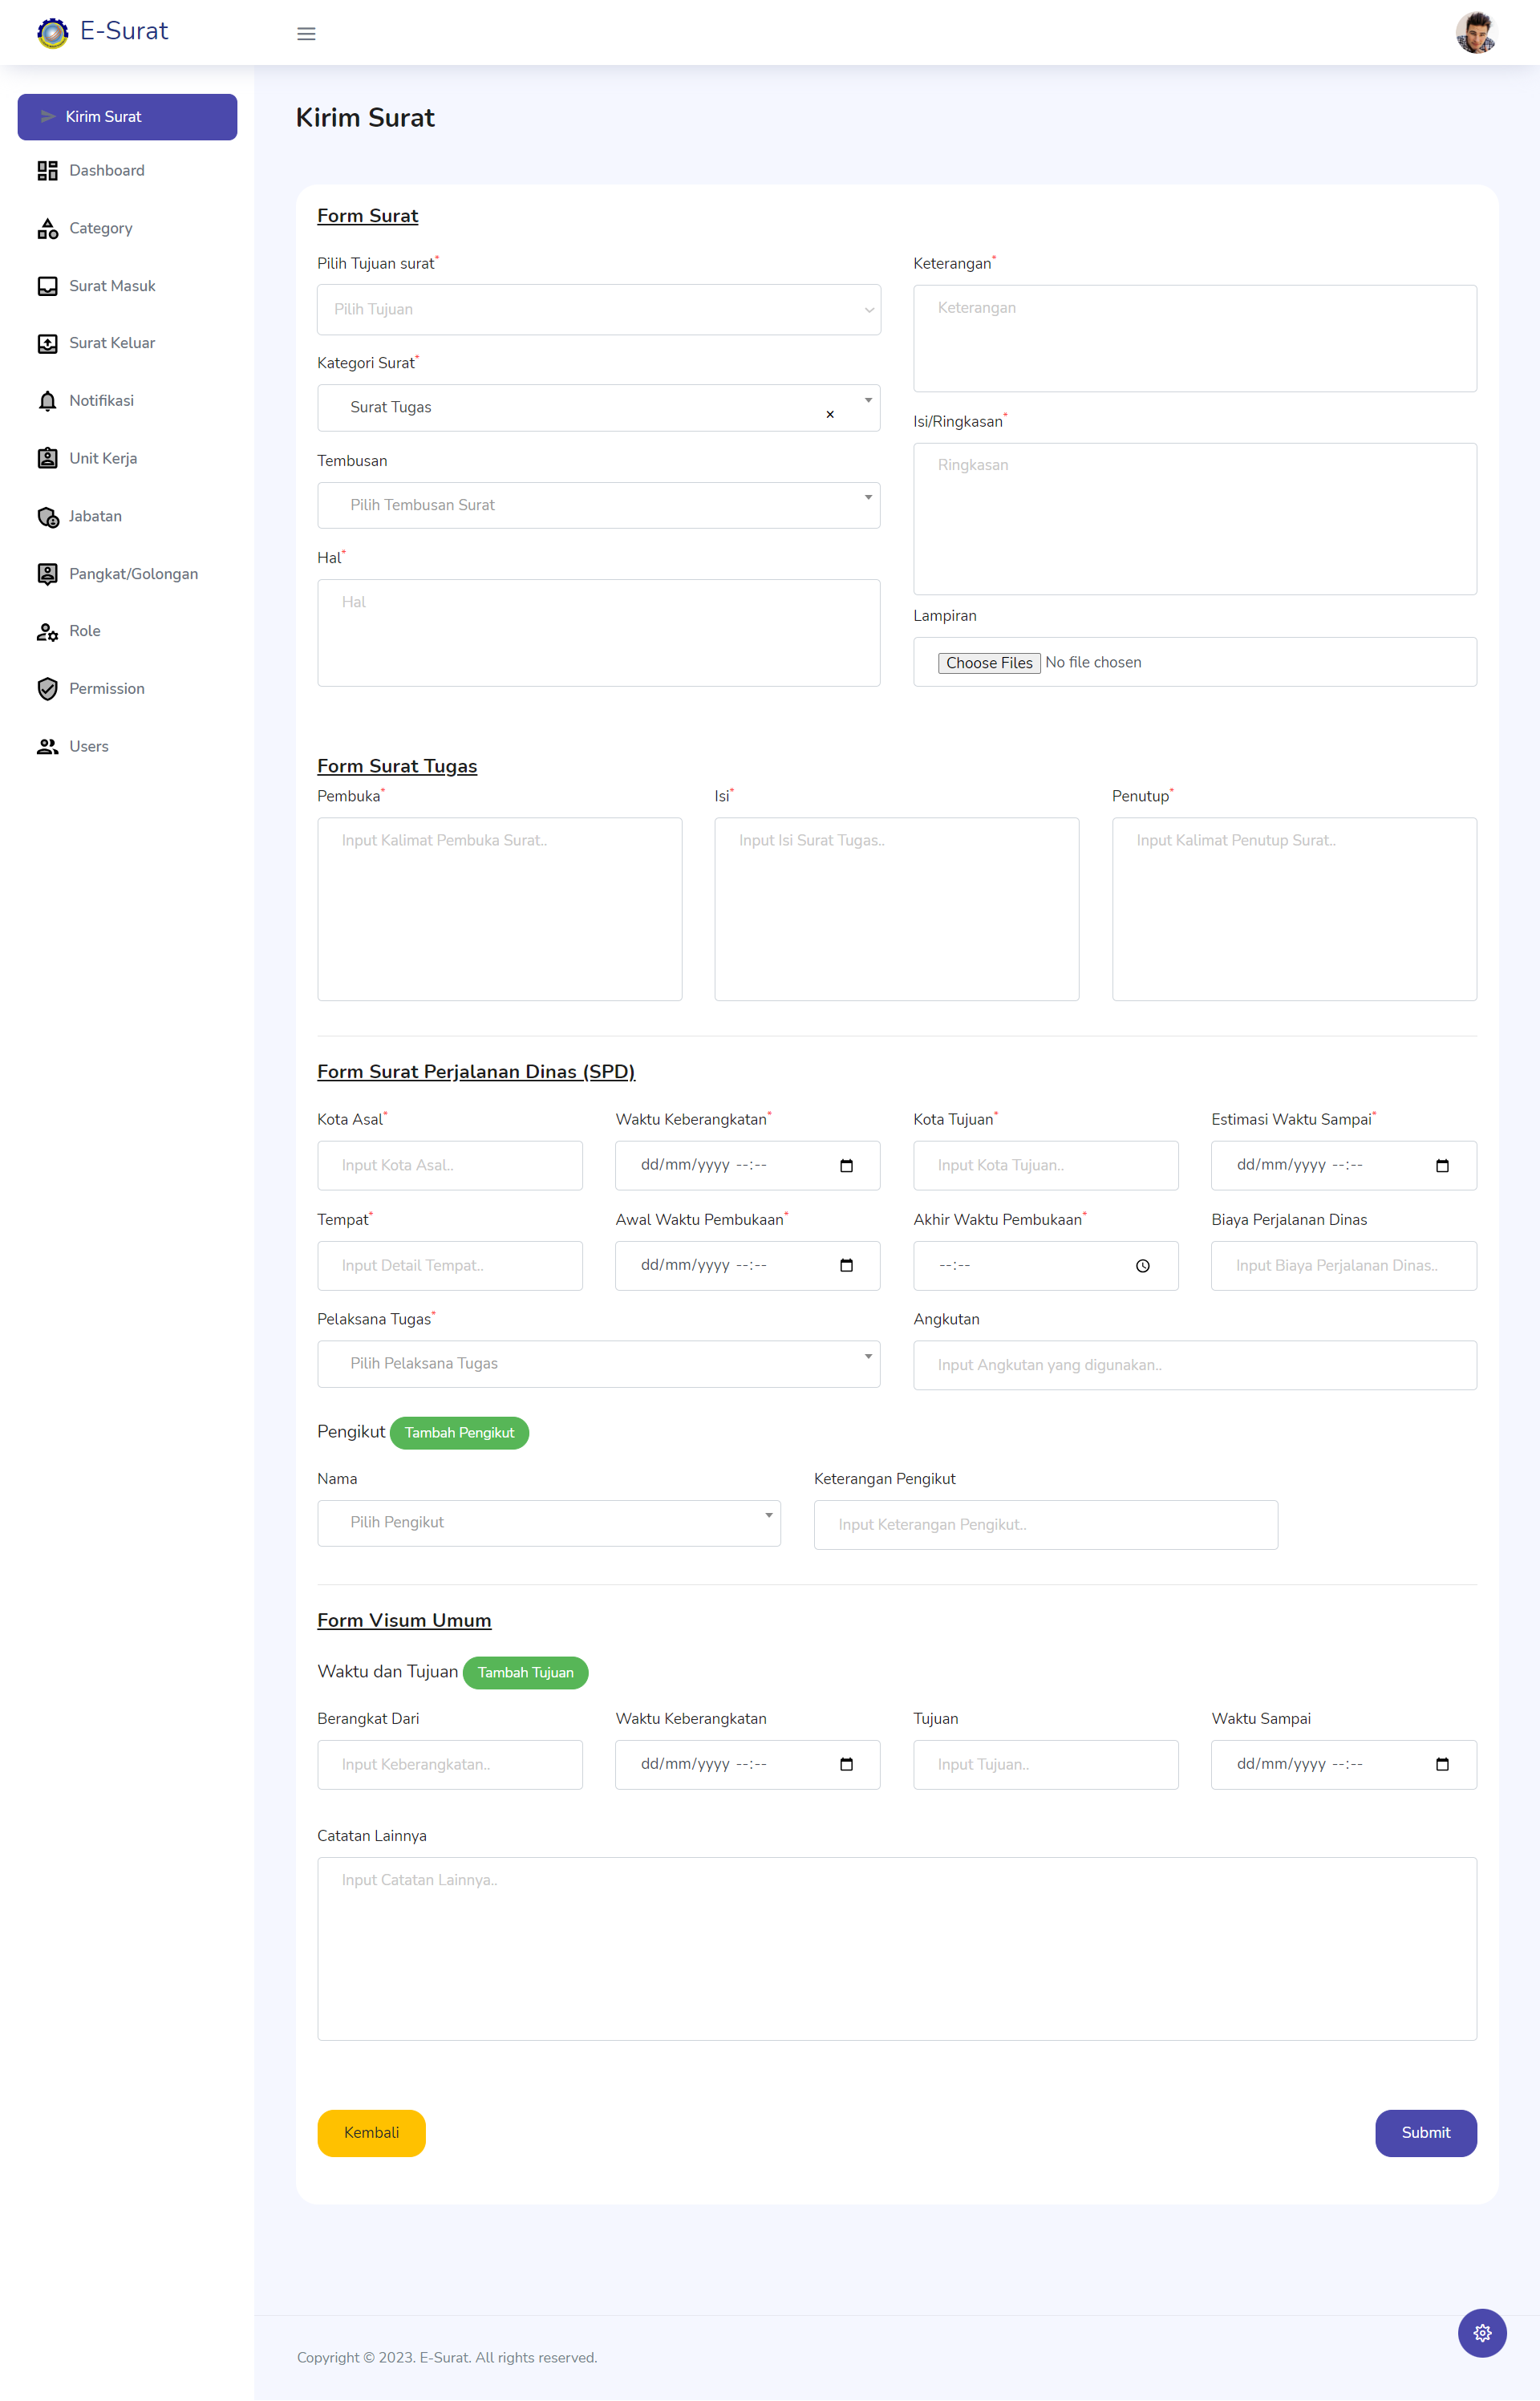 E-Surat
Kirim Surat
Dashboard
Category
Surat Masuk
Surat Keluar
Notifikasi
Unit Kerja
Jabatan
Pangkat/Golongan
Role
Permission
Users
Kirim Surat
Form Surat
Pilih Tujuan surat*
Pilih Tujuan
Kategori Surat*
Surat Tugas ×
Tembusan
Pilih Tembusan Surat
Hal*
Hal
Keterangan*
Keterangan
Isi/Ringkasan*
Ringkasan
Lampiran
Choose Files No file chosen
Form Surat Tugas
Pembuka* Isi* Penutup*
Input Kalimat Pembuka Surat.. Input Isi Surat Tugas.. Input Kalimat Penutup Surat..
Form Surat Perjalanan Dinas (SPD)
Kota Asal* Waktu Keberangkatan* Kota Tujuan* Estimasi Waktu Sampai*
Input Kota Asal.. dd/mm/yyyy --:-- Input Kota Tujuan.. dd/mm/yyyy --:--
Tempat* Awal Waktu Pembukaan* Akhir Waktu Pembukaan* Biaya Perjalanan Dinas
Input Detail Tempat.. dd/mm/yyyy --:-- --:-- Input Biaya Perjalanan Dinas..
Pelaksana Tugas* Angkutan
Pilih Pelaksana Tugas Input Angkutan yang digunakan..
Pengikut Tambah Pengikut
Nama Keterangan Pengikut
Pilih Pengikut Input Keterangan Pengikut..
Form Visum Umum
Waktu dan Tujuan Tambah Tujuan
Berangkat Dari Waktu Keberangkatan Tujuan Waktu Sampai
Input Keberangkatan.. dd/mm/yyyy --:-- Input Tujuan.. dd/mm/yyyy --:--
Catatan Lainnya
Input Catatan Lainnya..
Kembali Submit
Copyright © 2023. E-Surat. All rights reserved.